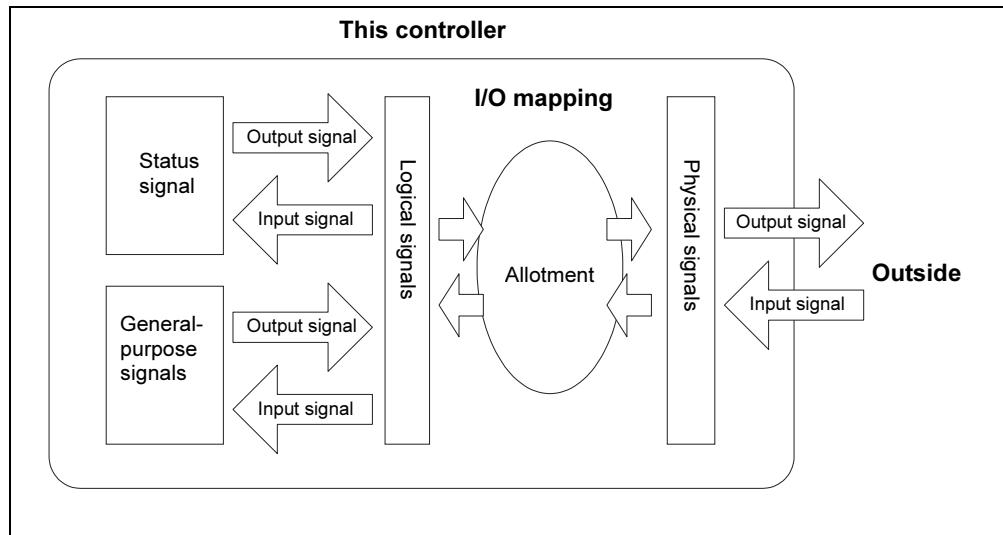 This controller
I/O mapping
Status
signal
Output signal
Input signal
General-
purpose
signals
Output signal
Input signal
Logical signals
Allotment
Physical signals
Output signal
Input signal
Outside